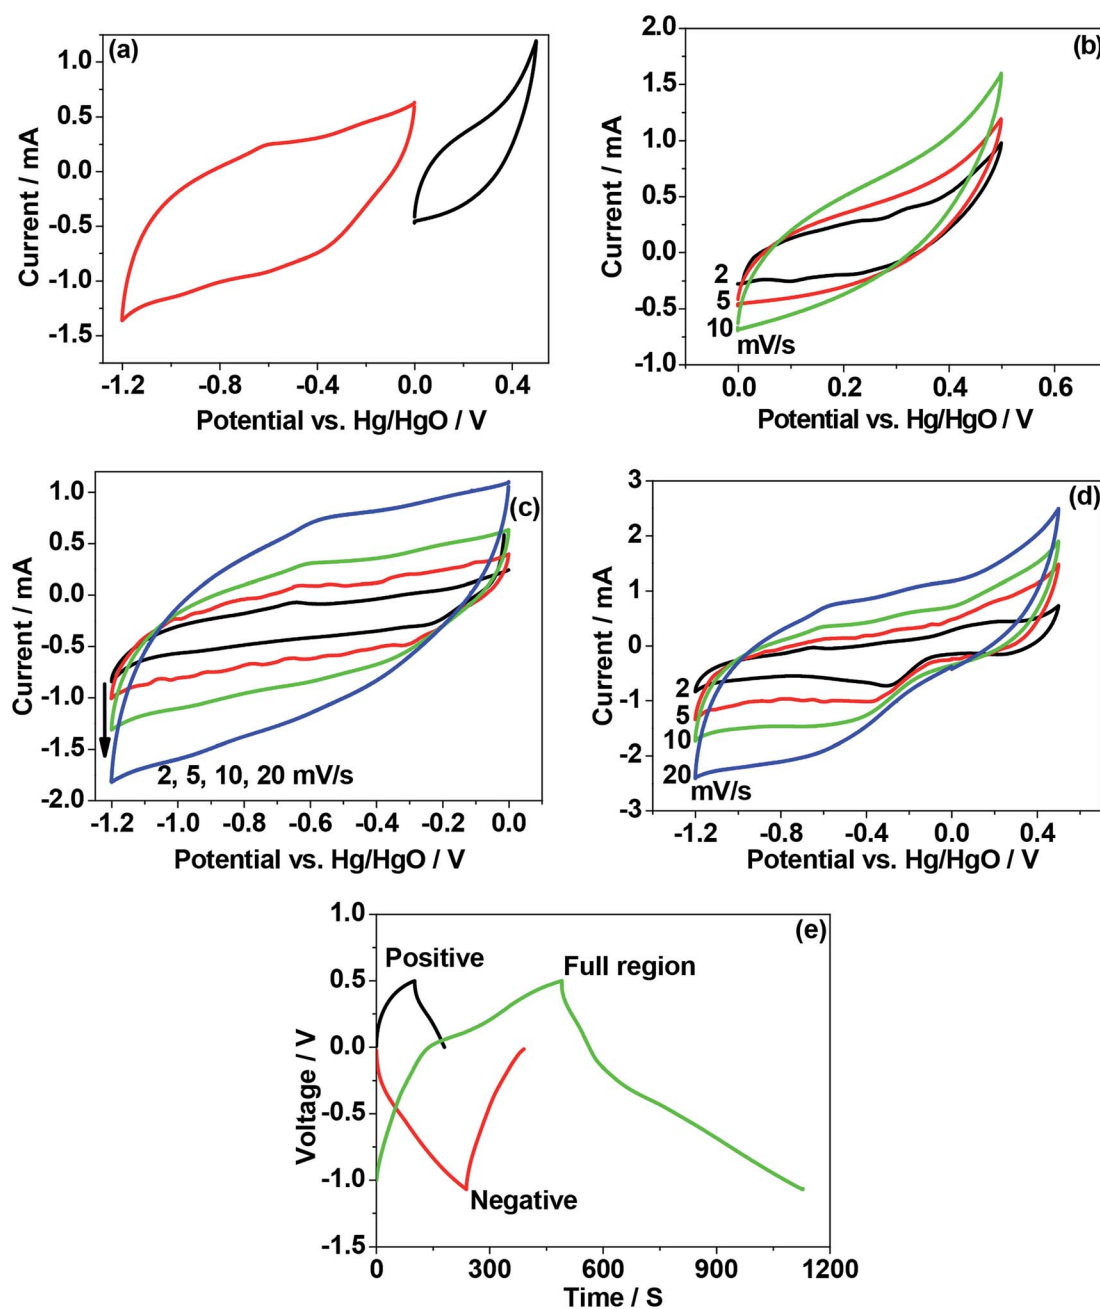 (a)
1.0
0.5
0.0
-0.5
-1.0
-1.5
Current / mA
-1.2 -0.8 -0.4 0.0 0.4
Potential vs. Hg/HgO / V
(b)
2.0
1.5
1.0
0.5
0.0
-0.5
-1.0
Current / mA
2
5
10
mV/s
0.0 0.2 0.4 0.6
Potential vs. Hg/HgO / V
(c)
1.0
0.5
0.0
-0.5
-1.0
-1.5
-2.0
Current / mA
2, 5, 10, 20 mV/s
-1.2 -1.0 -0.8 -0.6 -0.4 -0.2 0.0
Potential vs. Hg/HgO / V
(d)
3
2
1
0
-1
-2
-3
Current / mA
2
5
10
20
mV/s
-1.2 -0.8 -0.4 0.0 0.4
Potential vs. Hg/HgO / V
(e)
1.0
0.5
0.0
-0.5
-1.0
-1.5
Voltage / V
Positive
Full region
Negative
0 300 600 900 1200
Time / S